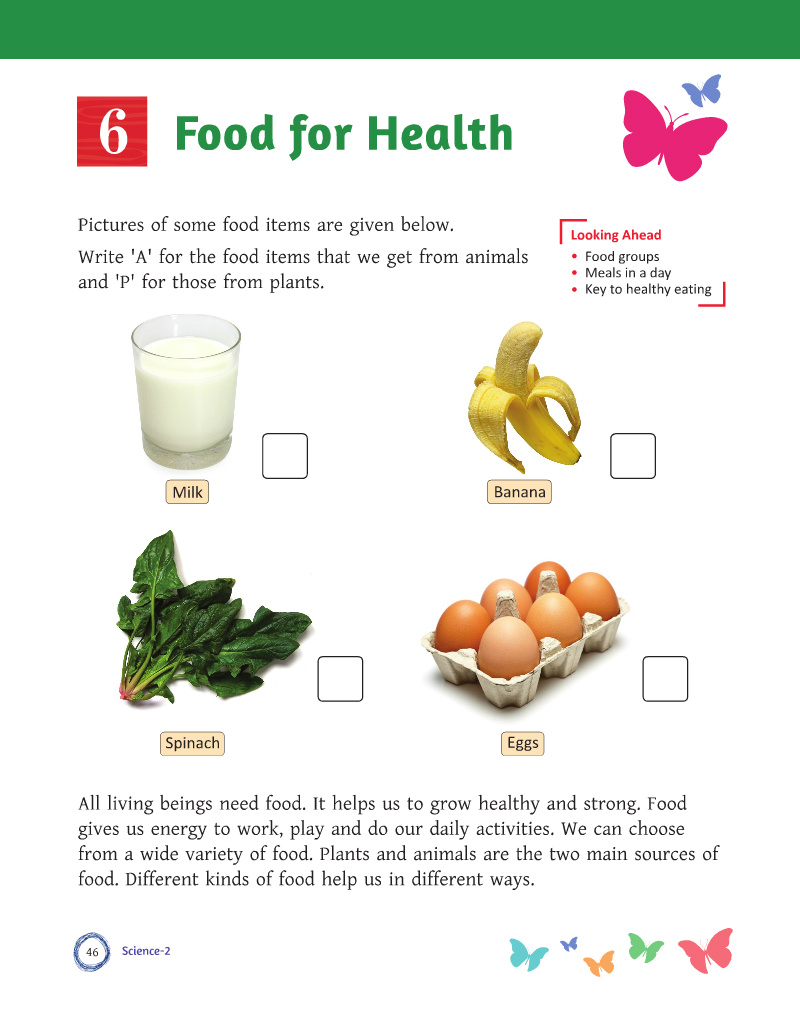 6
Food for Health
Pictures of some food items are given below.
Write 'A' for the food items that we get from animals
and 'P' for those from plants.
Looking Ahead
• Food groups
• Meals in a day
• Key to healthy eating
Milk
Banana
Spinach
Eggs
All living beings need food. It helps us to grow healthy and strong. Food
gives us energy to work, play and do our daily activities. We can choose
from a wide variety of food. Plants and animals are the two main sources of
food. Different kinds of food help us in different ways.
46
Science-2